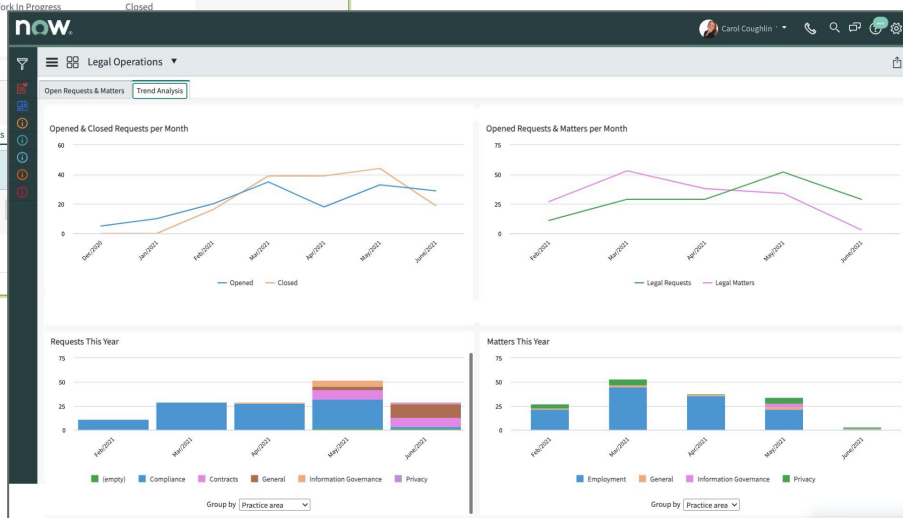 ork In Progress Closed
now.
Carol Coughlin
Legal Operations ▼
Open Requests & Matters Trend Analysis
Opened & Closed Requests per Month
60
40
20
0
Dec/2020 Jan/2021 Feb/2021 Mar/2021 Apr/2021 May/2021 June/2021
Opened Closed
Opened Requests & Matters per Month
75
50
25
0
Feb/2021 Mar/2021 Apr/2021 May/2021 June/2021
Legal Requests Legal Matters
Requests This Year
75
50
25
0
Feb/2021 Mar/2021 Apr/2021 May/2021 June/2021
(empty) Compliance Contracts General Information Governance Privacy
Group by Practice area
Matters This Year
75
50
25
0
Feb/2021 Mar/2021 Apr/2021 May/2021 June/2021
Employment General Information Governance Privacy
Group by Practice area